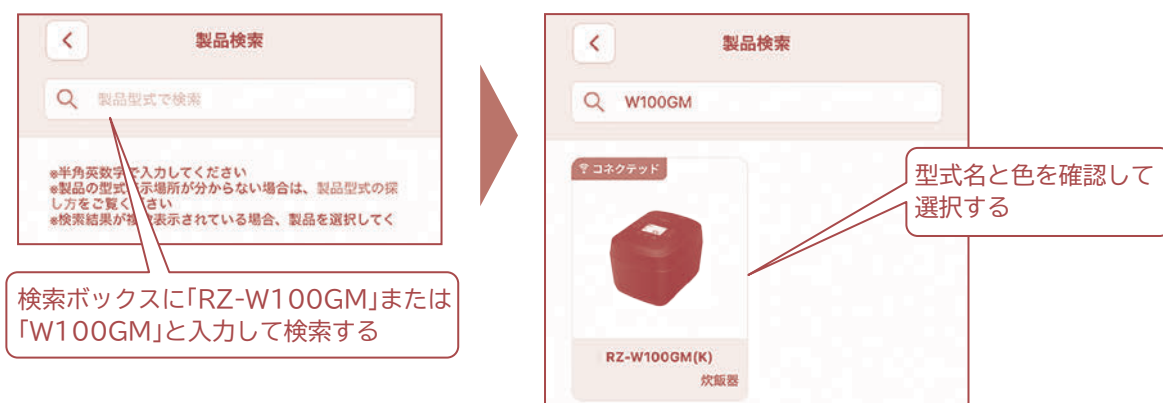 製品検索
製品型式で検索
※半角英数字で入力してください
※製品の型式 示場所が分からない場合は、製品型式の探
し方をご覧ください
※検索結果が複 表示されている場合、製品を選択してく
検索ボックスに「RZ-W100GM」または
「W100GM」と入力して検索する
製品検索
W100GM
コネクテッド
RZ-W100GM(K)
炊飯器
型式名と色を確認して
選択する